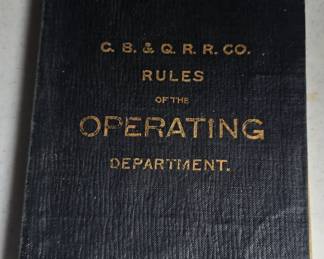 C. B. & Q. R. R. CO.
RULES
OF THE
OPERATING
DEPARTMENT.